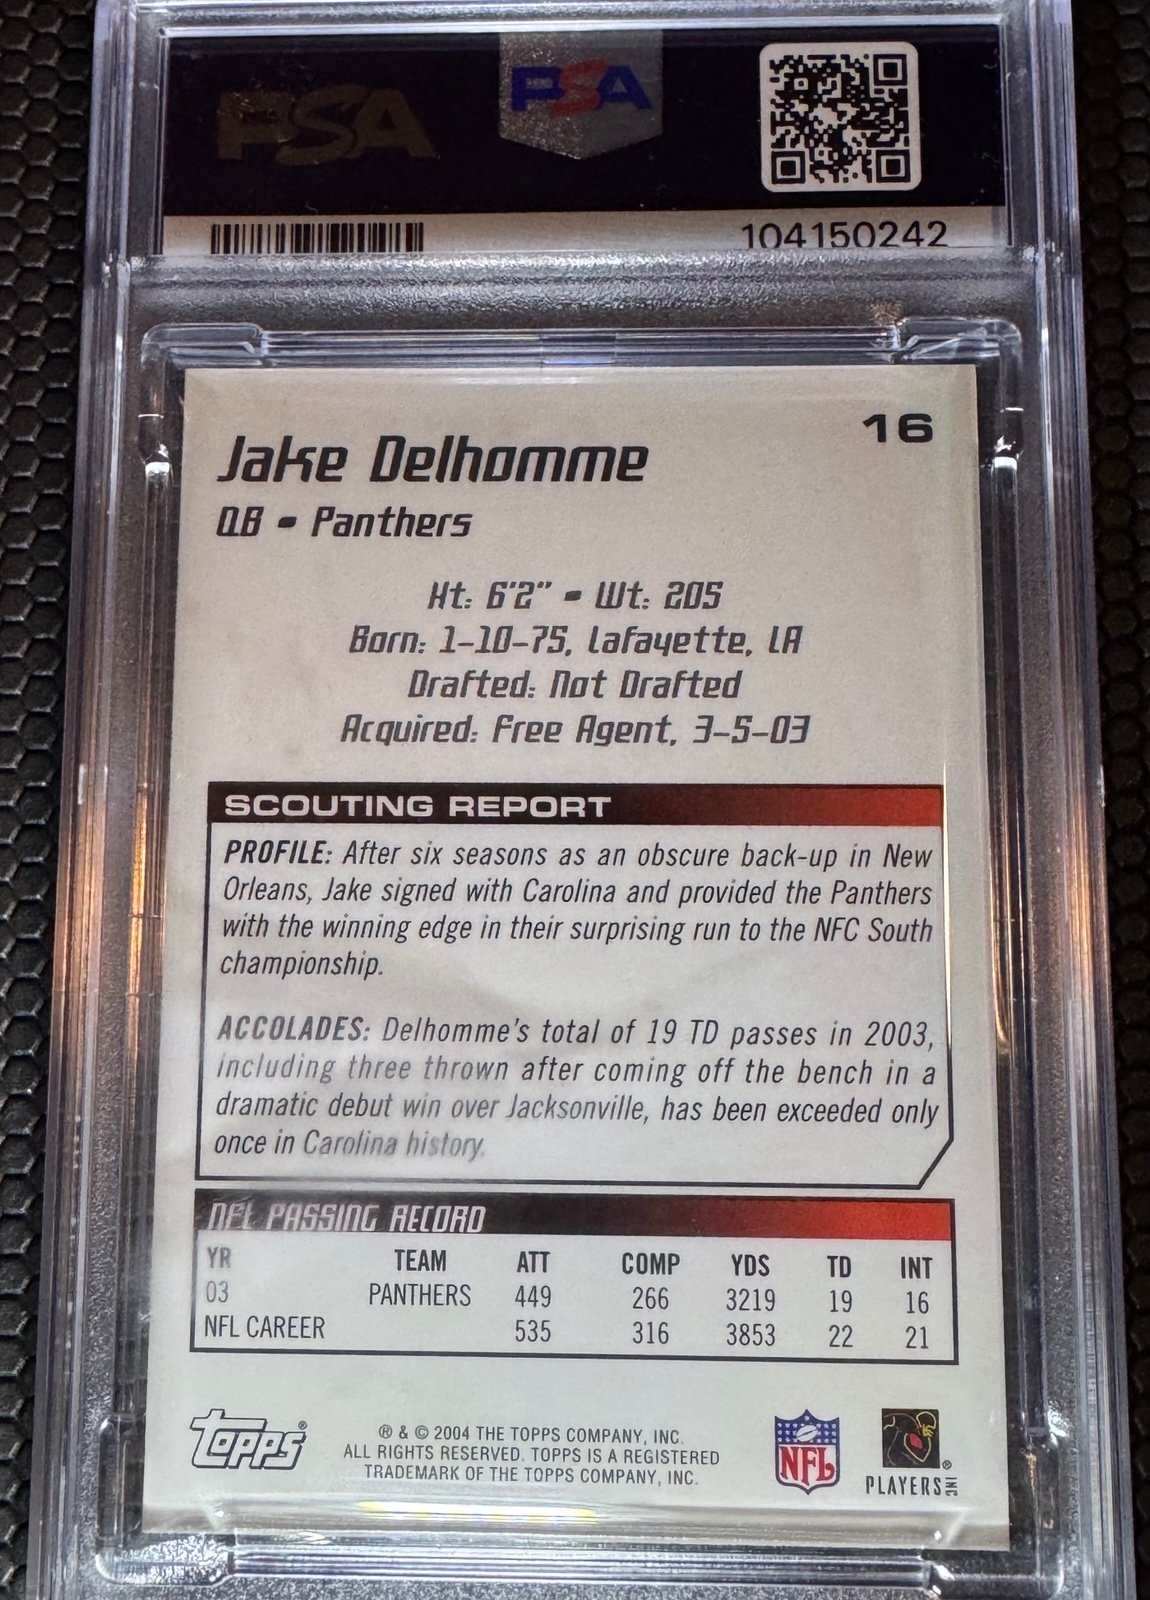 PSA PSA
104150242
16
Jake Delhomme
QB - Panthers
Ht: 6'2" - Wt: 205
Born: 1-10-75, Lafayette, LA
Drafted: Not Drafted
Acquired: Free Agent, 3-5-03
SCOUTING REPORT
PROFILE: After six seasons as an obscure back-up in New
Orleans, Jake signed with Carolina and provided the Panthers
with the winning edge in their surprising run to the NFC South
championship.
ACCOLADES: Delhomme's total of 19 TD passes in 2003,
including three thrown after coming off the bench in a
dramatic debut win over Jacksonville, has been exceeded only
once in Carolina history.
NFL PASSING RECORD
YR TEAM ATT COMP YDS TD INT
03 PANTHERS 449 266 3219 19 16
NFL CAREER 535 316 3853 22 21
Topps®
® & © 2004 THE TOPPS COMPANY, INC.
ALL RIGHTS RESERVED. TOPPS IS A REGISTERED
TRADEMARK OF THE TOPPS COMPANY, INC.
NFL
PLAYERS INC ®